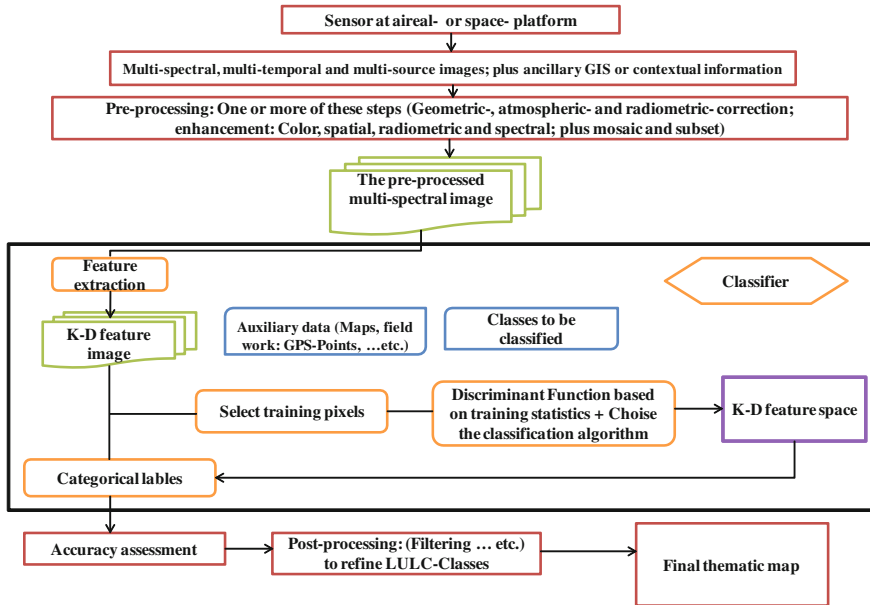 Sensor at aireal- or space- platform
Multi-spectral, multi-temporal and multi-source images; plus ancillary GIS or contextual information
Pre-processing: One or more of these steps (Geometric-, atmospheric- and radiometric- correction;
enhancement: Color, spatial, radiometric and spectral; plus mosaic and subset)
The pre-processed
multi-spectral image
Feature
extraction
Classifier
K-D feature
image
Auxiliary data (Maps, field
work: GPS-Points, …etc.)
Classes to be
classified
Select training pixels
Discriminant Function based
on training statistics + Choise
the classification algorithm
K-D feature space
Categorical lables
Accuracy assessment
Post-processing: (Filtering … etc.)
to refine LULC-Classes
Final thematic map